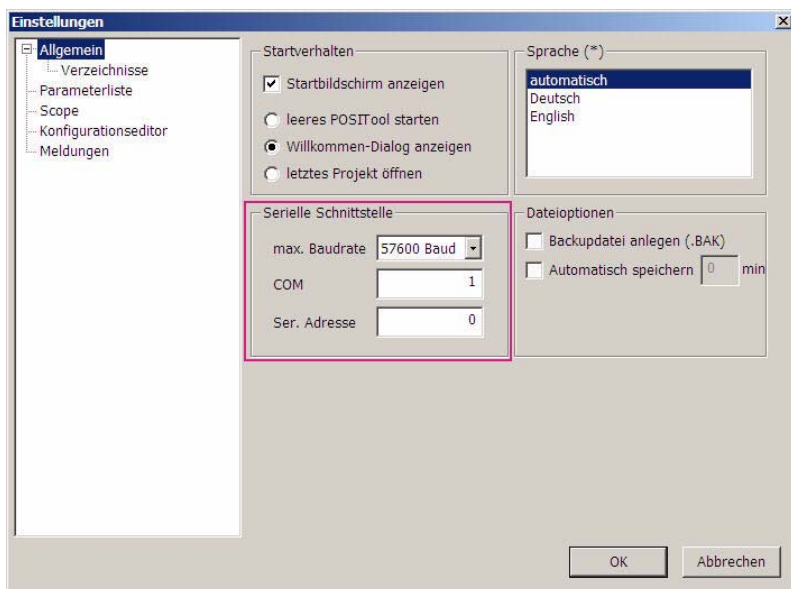 Einstellungen
Allgemein
Verzeichnisse
Parameterliste
Scope
Konfigurationseditor
Meldungen
Startverhalten
Startbildschirm anzeigen
leeres POSITool starten
Willkommen-Dialog anzeigen
letztes Projekt öffnen
Sprache (*)
automatisch
Deutsch
English
Serielle Schnittstelle
max. Baudrate 57600 Baud
COM 1
Ser. Adresse 0
Dateioptionen
Backupdatei anlegen (.BAK)
Automatisch speichern 0 min
OK Abbrechen